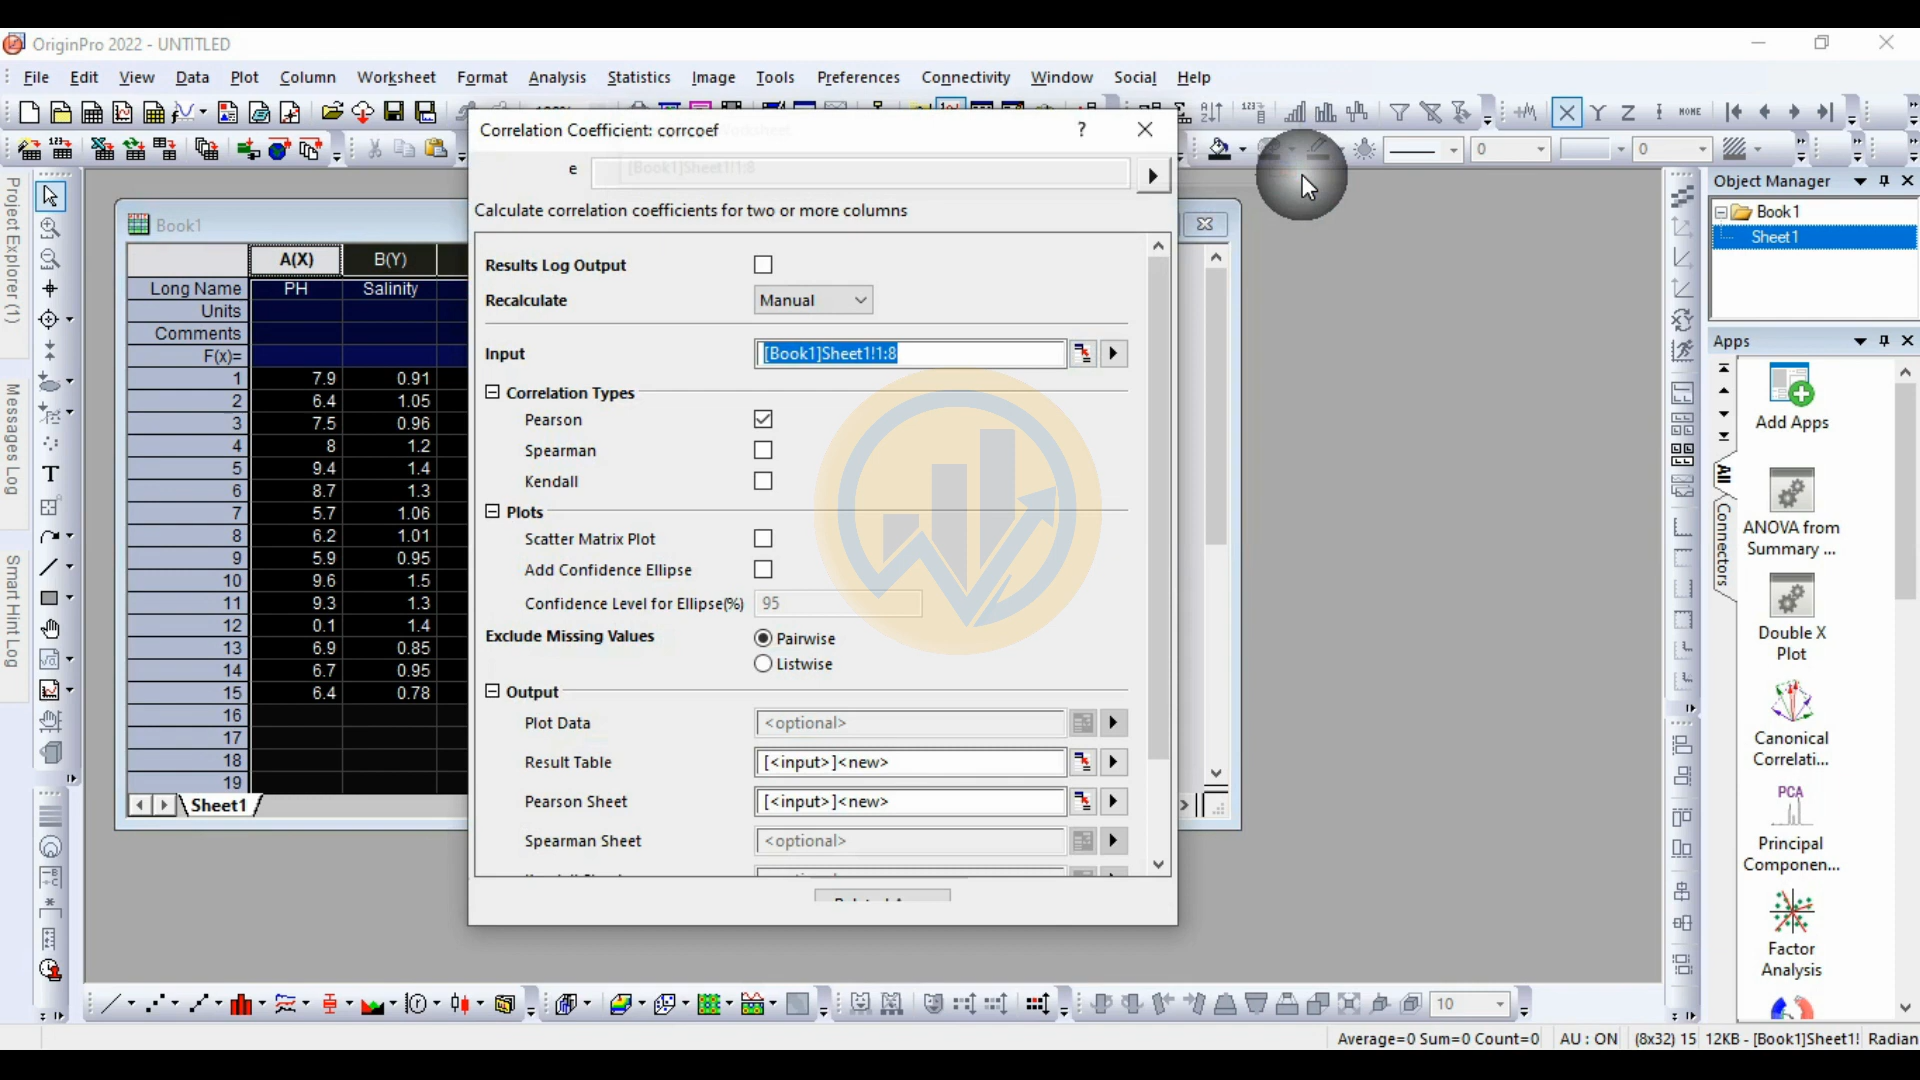 OriginPro 2022 - UNTITLED
File Edit View Data Plot Column Worksheet Format Analysis Statistics Image Tools Preferences Connectivity Window Social Help
X Y Z HOME
0 0
Correlation Coefficient: corrcoef ?
e [Book1]Sheet1!1:8
Calculate correlation coefficients for two or more columns
Results Log Output
Recalculate Manual
Input [Book1]Sheet1!1:8
Correlation Types
Pearson
Spearman
Kendall
Plots
Scatter Matrix Plot
Add Confidence Ellipse
Confidence Level for Ellipse(%) 95
Exclude Missing Values Pairwise
Listwise
Output
Plot Data <optional>
Result Table [<input>]<new>
Pearson Sheet [<input>]<new>
Spearman Sheet <optional>
Project Explorer (1)
Messages Log
Smart Hint Log
Book1
A(X) B(Y)
Long Name PH Salinity
Units
Comments
F(x)=
1 7.9 0.91
2 6.4 1.05
3 7.5 0.96
4 8 1.2
5 9.4 1.4
6 8.7 1.3
7 5.7 1.06
8 6.2 1.01
9 5.9 0.95
10 9.6 1.5
11 9.3 1.3
12 0.1 1.4
13 6.9 0.85
14 6.7 0.95
15 6.4 0.78
16
17
18
19
Sheet1
Object Manager
Book1
Sheet1
Apps
All
Connectors
Add Apps
ANOVA from
Summary ...
Double X
Plot
Canonical
Correlati...
PCA
Principal
Componen...
Factor
Analysis
10
Average=0 Sum=0 Count=0 AU : ON (8x32) 15 12KB - [Book1]Sheet1! Radian